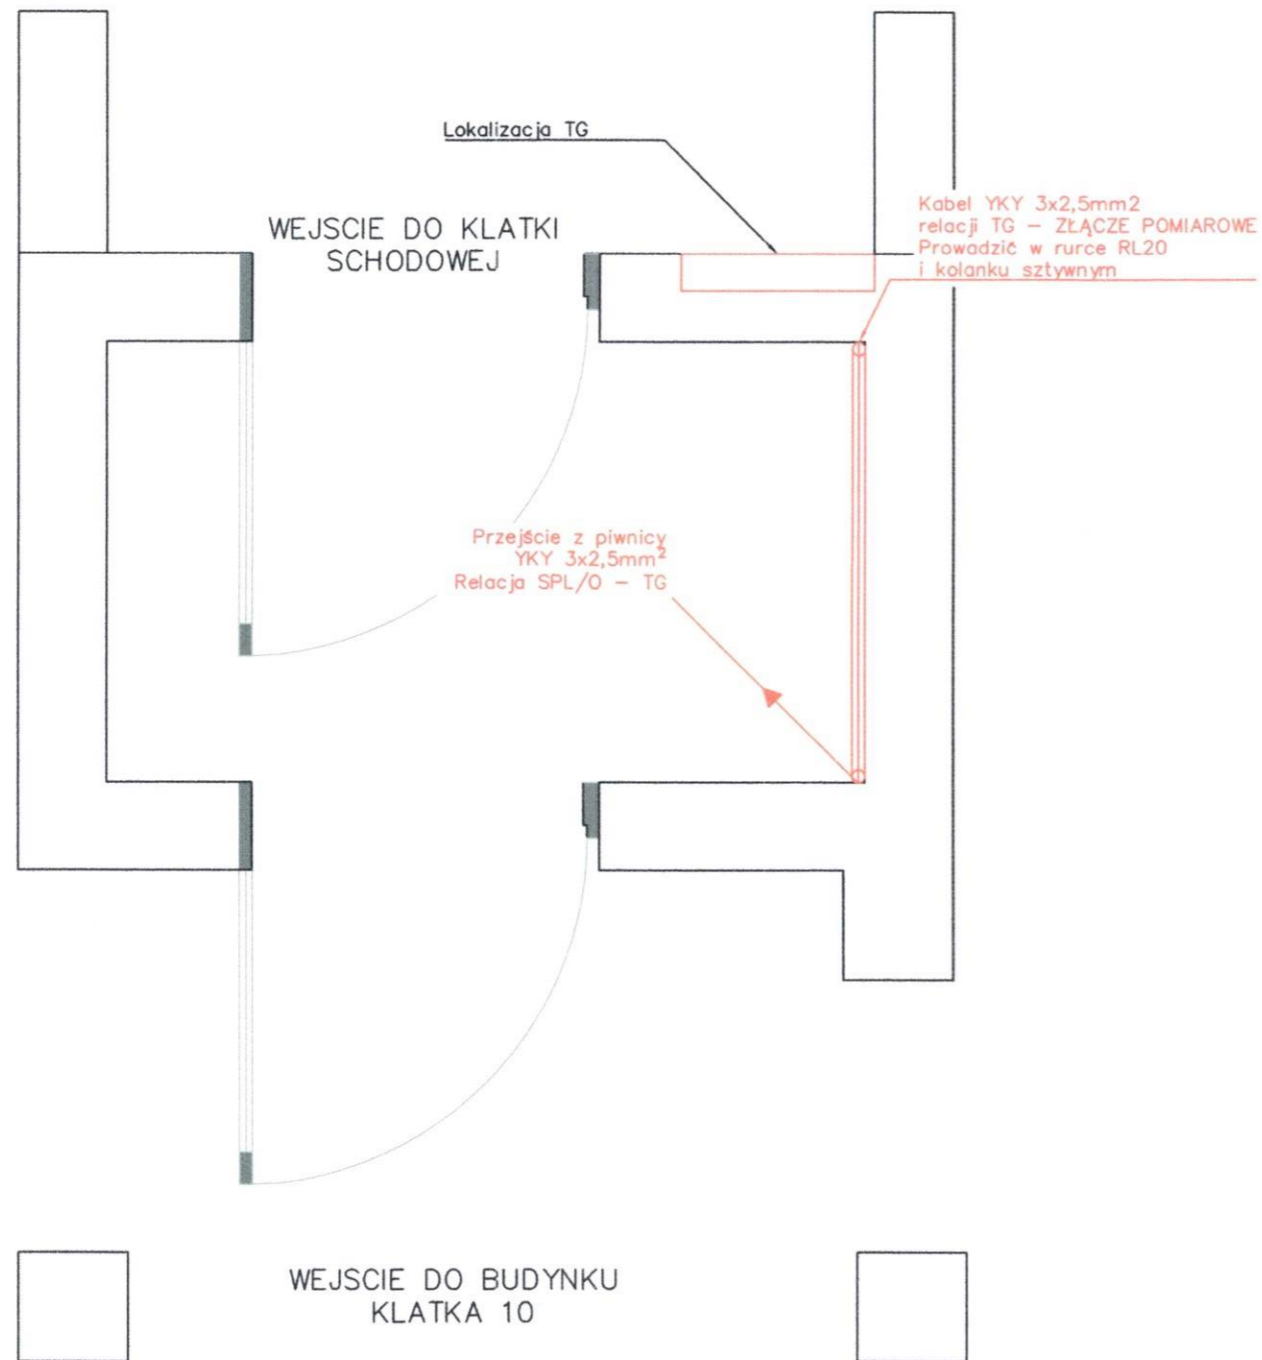 Lokalizacja TG
Kabel YKY 3x2,5mm2
relacji TG – ZŁĄCZE POMIAROWE
Prowadzić w rurce RL20
i kolanku sztywnym
WEJSCIE DO KLATKI
SCHODOWEJ
Przejście z piwnicy
YKY 3x2,5mm²
Relacja SPL/O – TG
WEJSCIE DO BUDYNKU
KLATKA 10